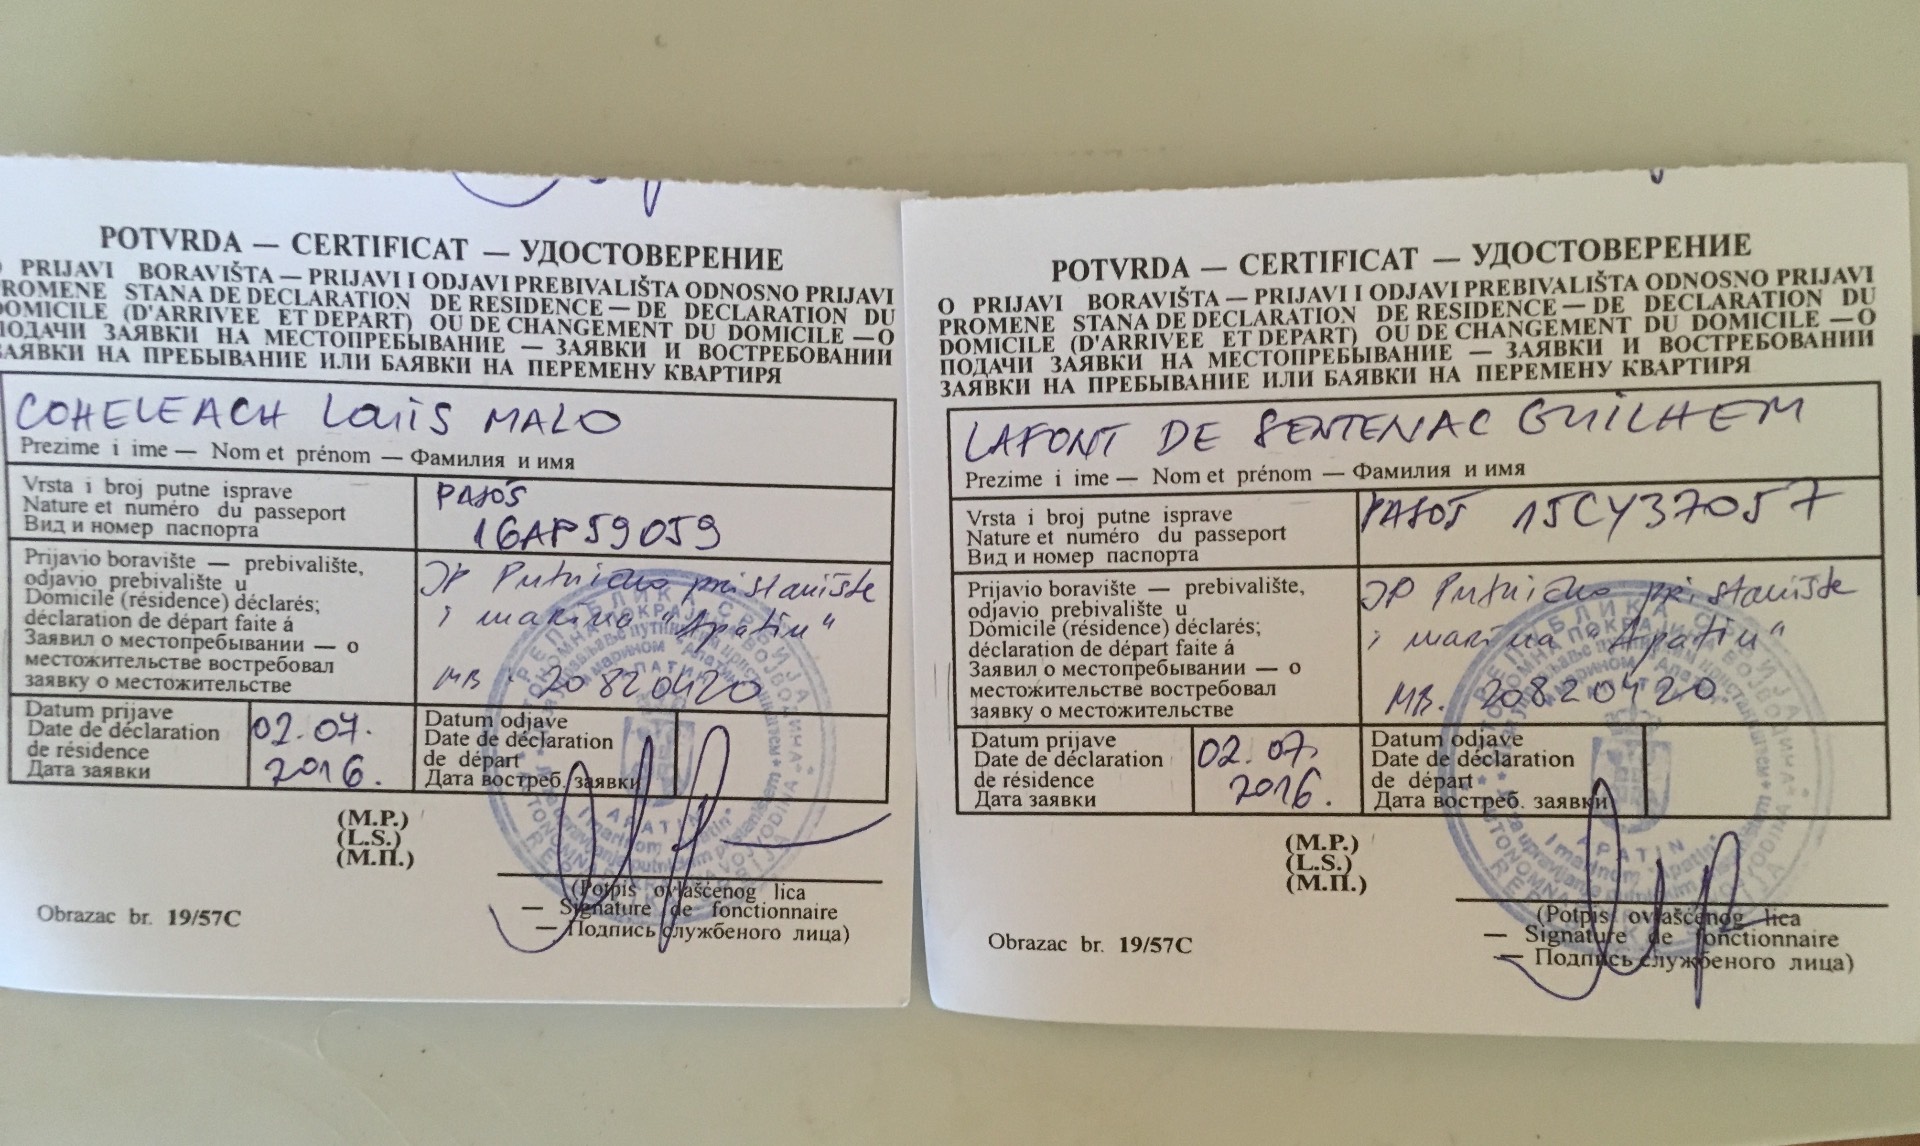 POTVRDA — CERTIFICAT — УДОСТОВЕРЕНИЕ
PRIJAVI BORAVIŠTA — PRIJAVI I ODJAVI PREBIVALIŠTA ODNOSNO PRIJAVI
ROMENE STANA DE DECLARATION DE RESIDENCE — DE DECLARATION DU
DOMICILE (D'ARRIVEE ET DEPART) OU DE CHANGEMENT DU DOMICILE — О
ПОДАЧИ ЗАЯВКИ НА МЕСТОПРЕБЫВАНИЕ — ЗАЯВКИ И ВОСТРЕБОВАНИИ
ЗАЯВКИ НА ПРЕБЫВАНИЕ ИЛИ БАЯВКИ НА ПЕРЕМЕНУ КВАРТИРЯ
COHELEACH LOUIS MALO
Prezime i ime — Nom et prénom — Фамилия и имя
Vrsta i broj putne isprave
Nature et numéro du passeport
Вид и номер паспорта
PASOŠ
16AP59059
Prijavio boravište — prebivalište,
odjavio prebivalište u
Domicile (résidence) déclarés;
déclaration de départ faite á
Заявил о местопребывании — о
местожительстве востребовал
заявку о местожительстве
JP Putničko pristanište
i marina "Apatin"
MB. 20820420
Datum prijave
Date de déclaration
de résidence
Дата заявки
02.07.
2016.
Datum odjave
Date de déclaration
de départ
Дата востреб. заявки
(M.P.)
(L.S.)
(М.П.)
(Potpis ovlašćenog lica
— Signature de fonctionnaire
— Подпись службеного лица)
Obrazac br. 19/57C
POTVRDA — CERTIFICAT — УДОСТОВЕРЕНИЕ
O PRIJAVI BORAVIŠTA — PRIJAVI I ODJAVI PREBIVALIŠTA ODNOSNO PRIJAVI
PROMENE STANA DE DECLARATION DE RESIDENCE — DE DECLARATION DU
DOMICILE (D'ARRIVEE ET DEPART) OU DE CHANGEMENT DU DOMICILE — О
ПОДАЧИ ЗАЯВКИ НА МЕСТОПРЕБЫВАНИЕ — ЗАЯВКИ И ВОСТРЕБОВАНИИ
ЗАЯВКИ НА ПРЕБЫВАНИЕ ИЛИ БАЯВКИ НА ПЕРЕМЕНУ КВАРТИРЯ
LAFONT DE SENTENAC GUILHEM
Prezime i ime — Nom et prénom — Фамилия и имя
Vrsta i broj putne isprave
Nature et numéro du passeport
Вид и номер паспорта
PASOŠ 15CY37057
Prijavio boravište — prebivalište,
odjavio prebivalište u
Domicile (résidence) déclarés;
déclaration de départ faite á
Заявил о местопребывании — о
местожительстве востребовал
заявку о местожительстве
JP Putničko pristanište
i marina "Apatin"
MB. 20820420
Datum prijave
Date de déclaration
de résidence
Дата заявки
02.07.
2016.
Datum odjave
Date de déclaration
de départ
Дата востреб. заявки
(M.P.)
(L.S.)
(М.П.)
(Potpis ovlašćenog lica
— Signature de fonctionnaire
— Подпись службеного лица)
Obrazac br. 19/57C